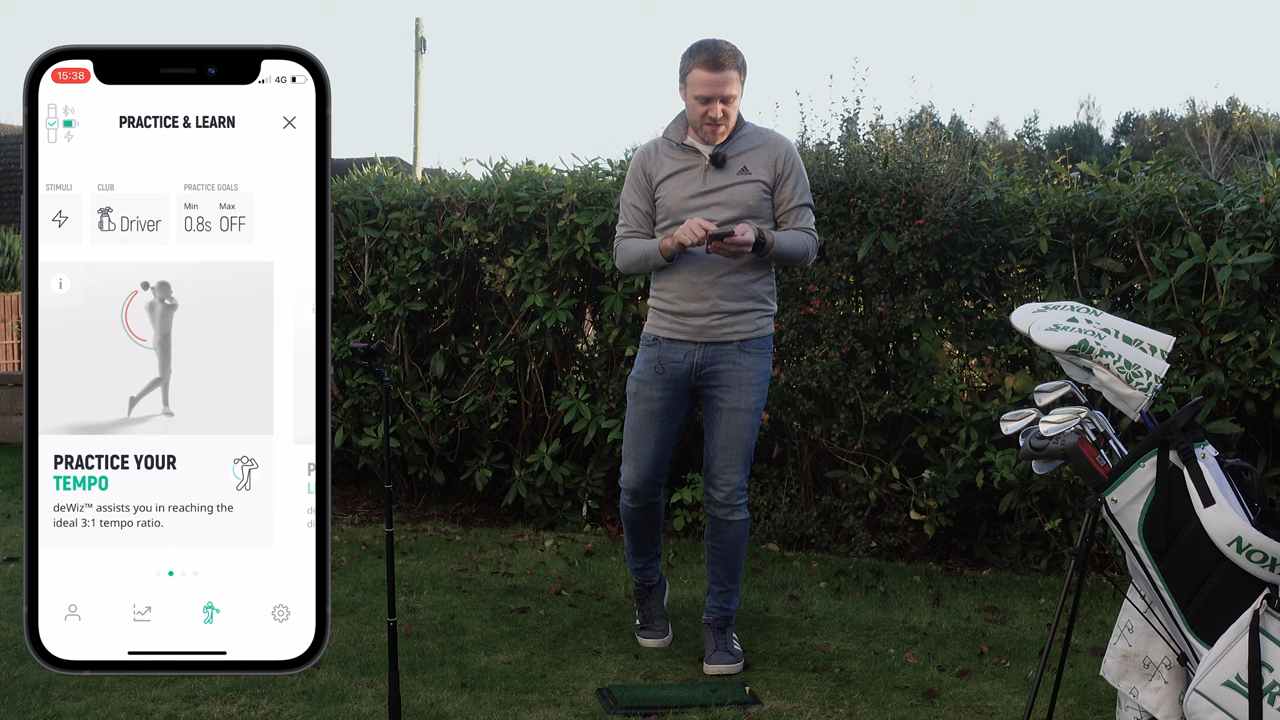 15:38
4G
PRACTICE & LEARN
STIMULI
CLUB
PRACTICE GOALS
Min
Max
Driver
0.8s
OFF
i
PRACTICE YOUR
TEMPO
deWiz™ assists you in reaching the
ideal 3:1 tempo ratio.
adidas
SRIXON
SRIXON